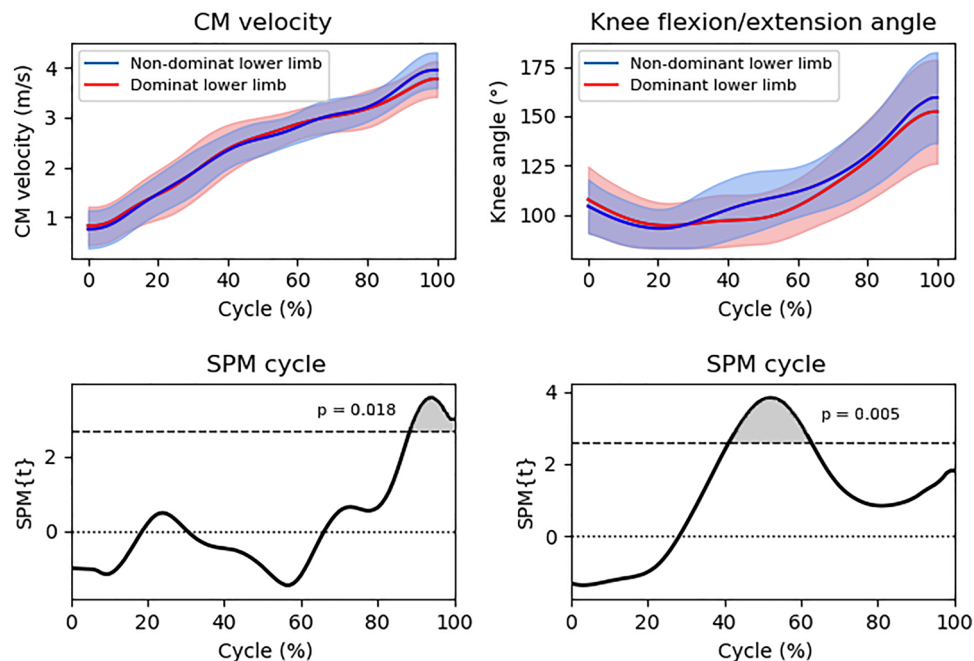 CM velocity
CM velocity (m/s)
4
3
2
1
Non-dominat lower limb
Dominat lower limb
0 20 40 60 80 100
Cycle (%)
Knee flexion/extension angle
Knee angle (°)
175
150
125
100
Non-dominant lower limb
Dominant lower limb
0 20 40 60 80 100
Cycle (%)
SPM cycle
SPM{t}
2
0
p = 0.018
0 20 40 60 80 100
Cycle (%)
SPM cycle
SPM{t}
4
2
0
p = 0.005
0 20 40 60 80 100
Cycle (%)